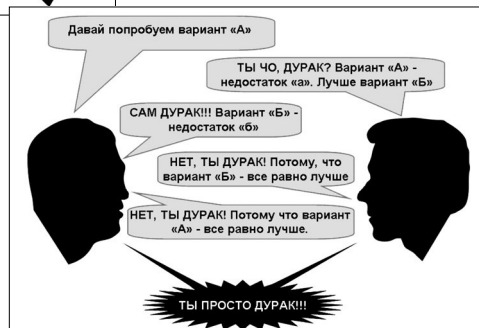 Давай попробуем вариант «А»
ТЫ ЧО, ДУРАК? Вариант «А» -
недостаток «а». Лучше вариант «Б»
САМ ДУРАК!!! Вариант «Б» -
недостаток «б»
НЕТ, ТЫ ДУРАК! Потому, что
вариант «Б» - все равно лучше
НЕТ, ТЫ ДУРАК! Потому что вариант
«А» - все равно лучше.
ТЫ ПРОСТО ДУРАК!!!